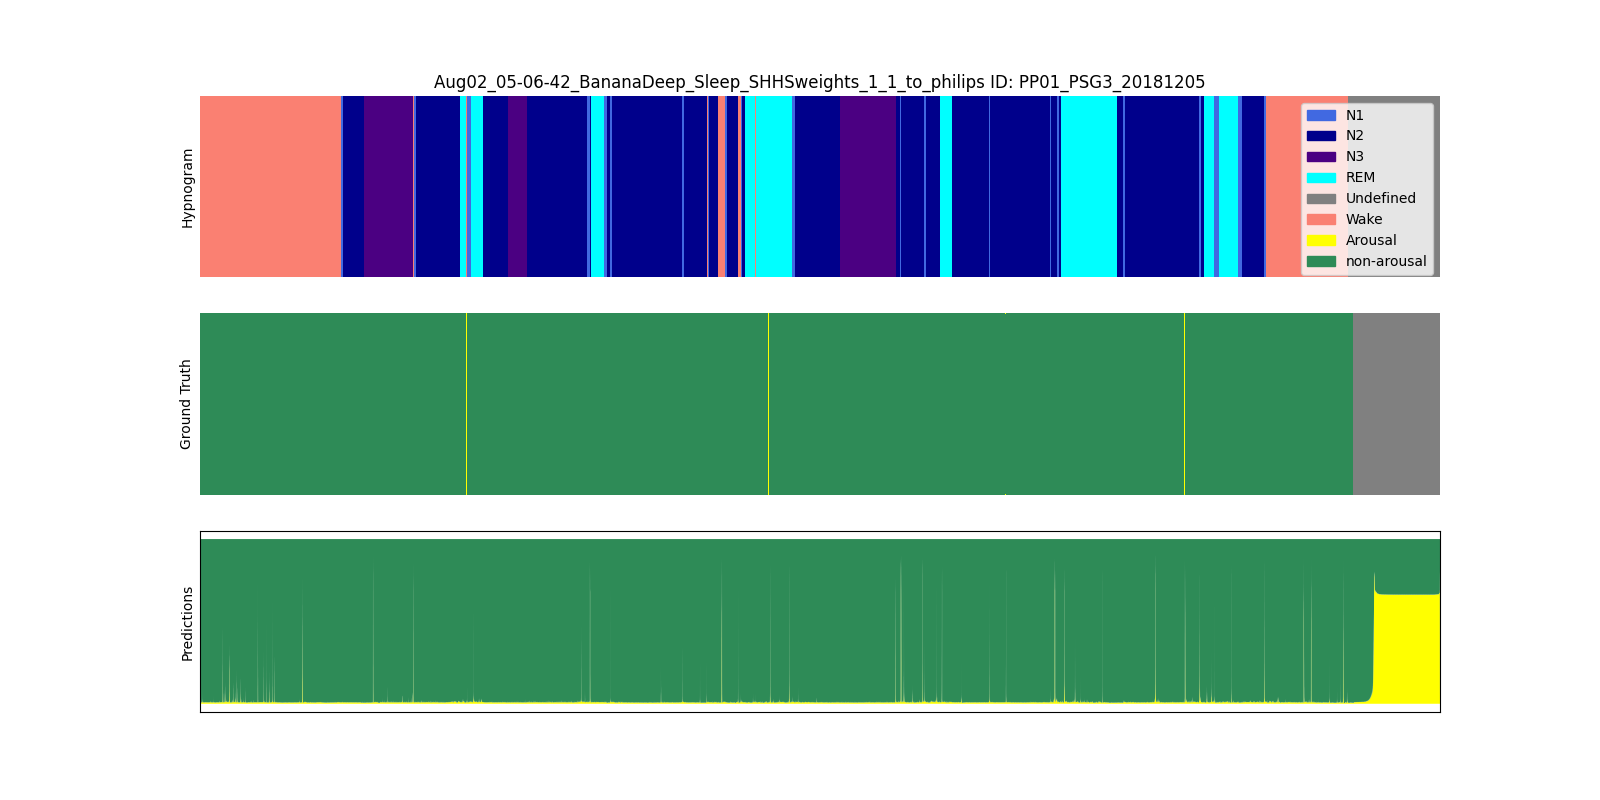 Aug02_05-06-42_BananaDeep_Sleep_SHHSweights_1_1_to_philips ID: PP01_PSG3_20181205
Hypnogram
N1
N2
N3
REM
Undefined
Wake
Arousal
non-arousal
Ground Truth
Predictions